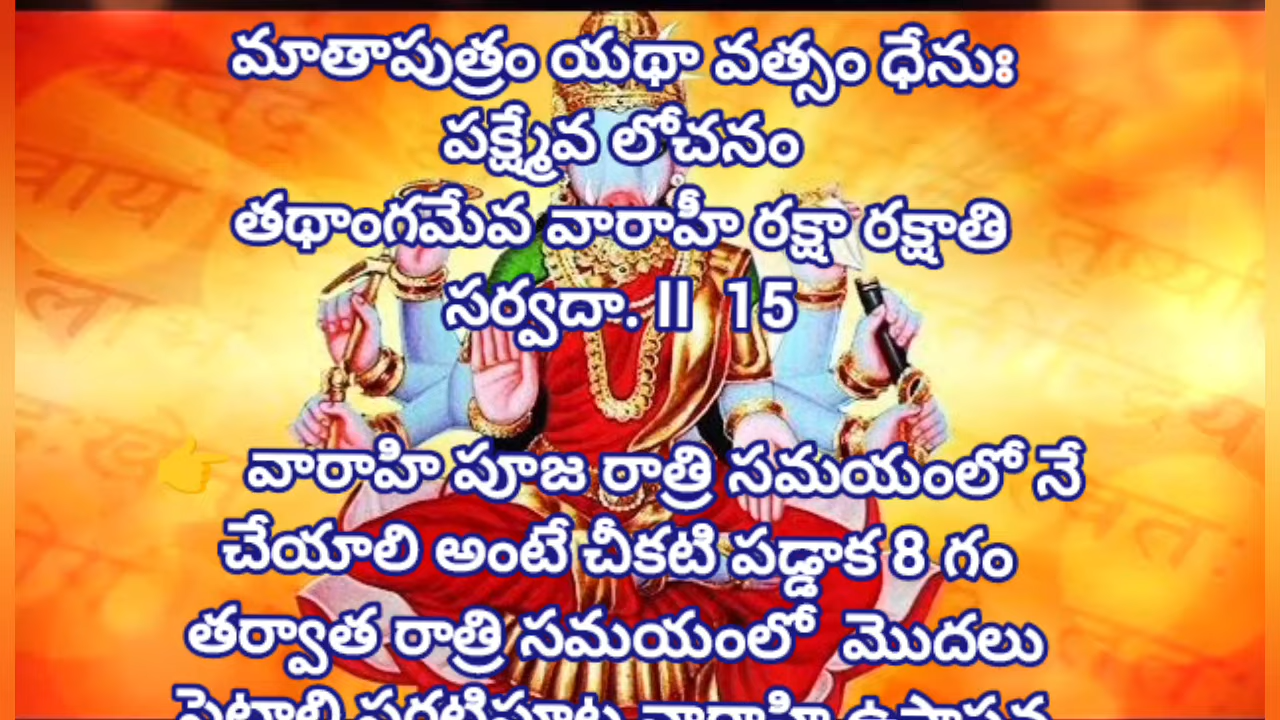 మాతాపుత్రం యథా వత్సం ధేనుః
పక్ష్మేవ లోచనం
తథాంగమేవ వారాహీ రక్షా రక్షాతి
సర్వదా. II 15
👉 వారాహి పూజ రాత్రి సమయంలో నే
చేయాలి అంటే చీకటి పడ్డాక 8 గం
తర్వాత రాత్రి సమయంలో మొదలు